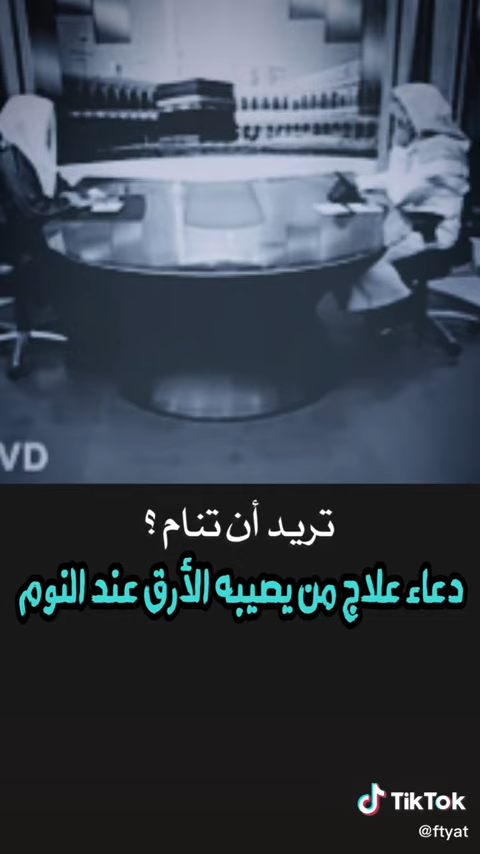 VD
تريد أن تنام ؟
دعاء علاج من يصيبه الأرق عند النوم
TikTok
@ftyat